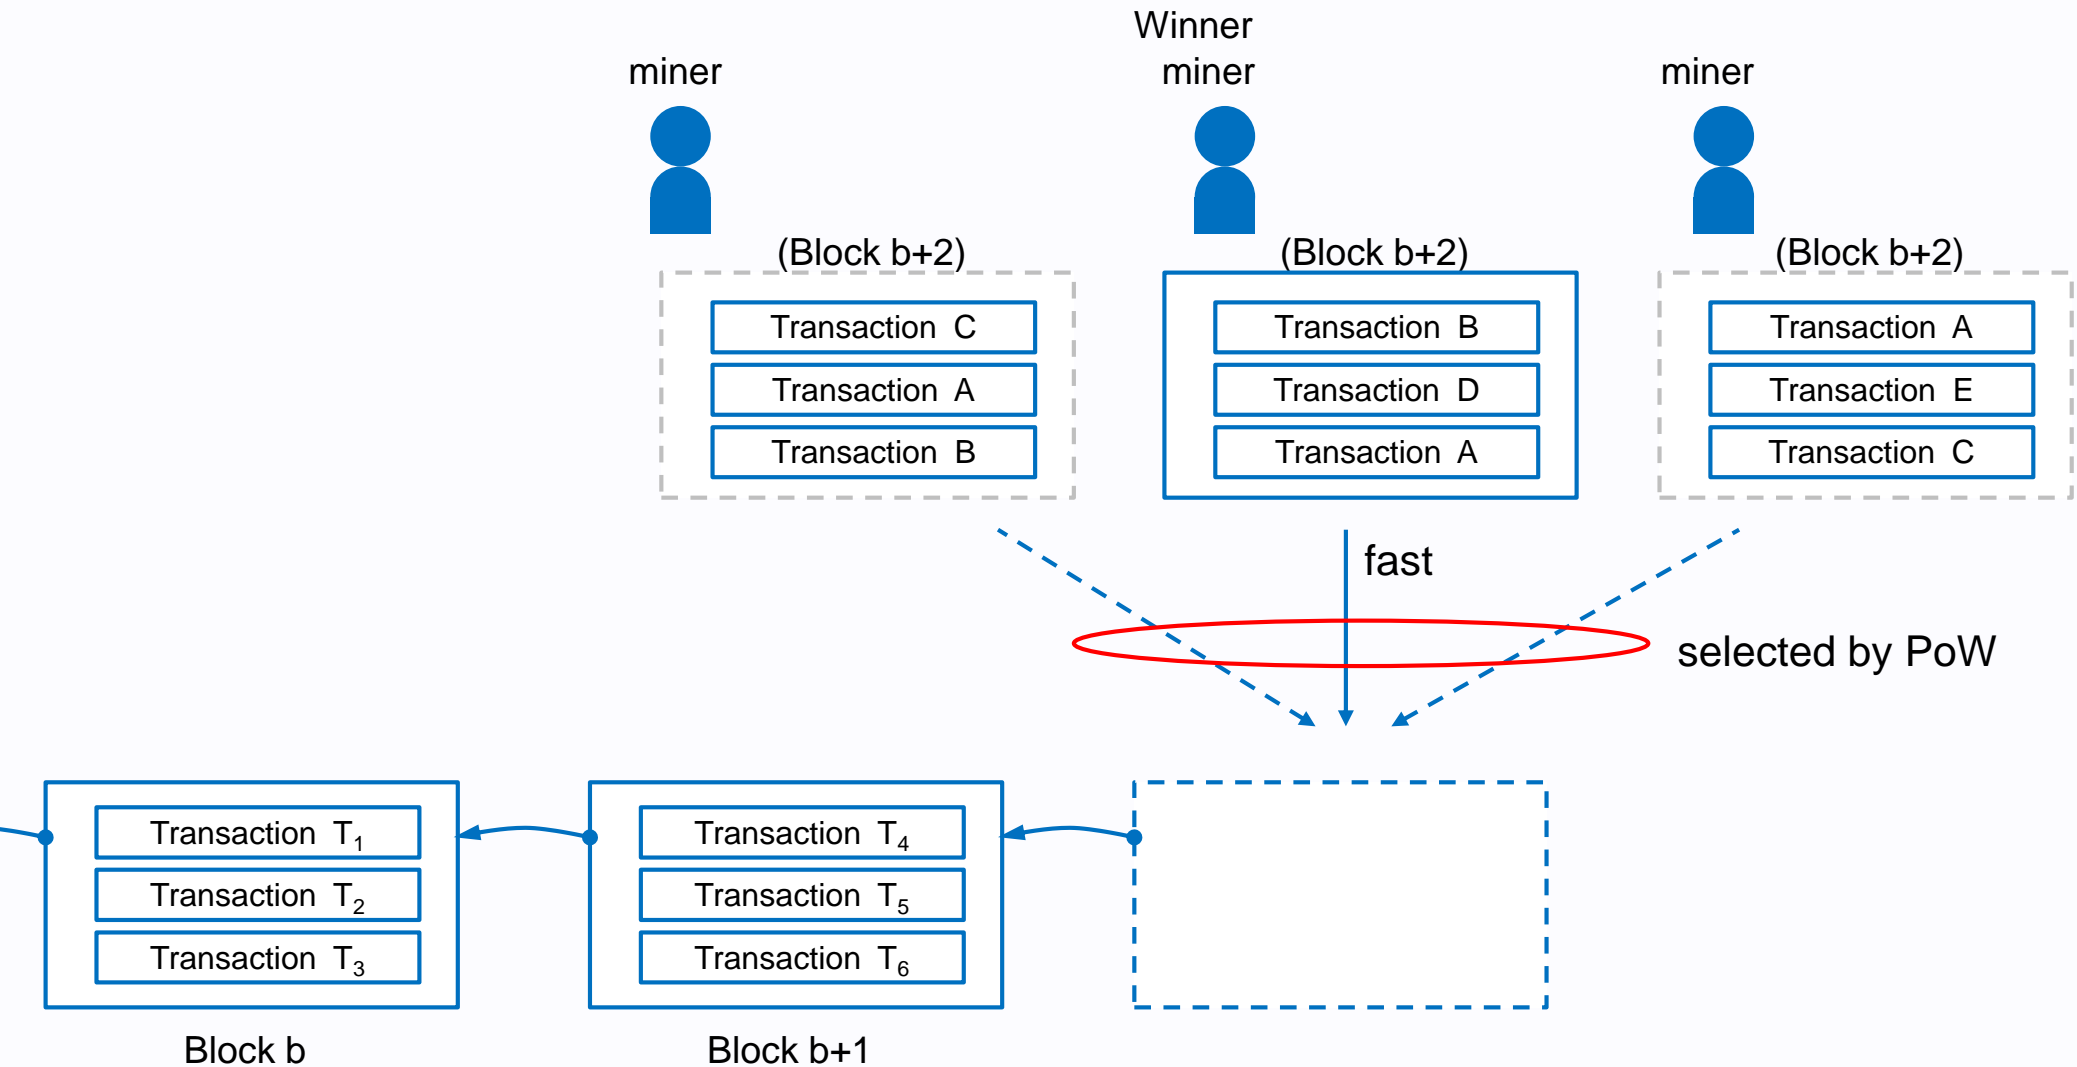 Winner
miner miner miner
(Block b+2) (Block b+2) (Block b+2)
Transaction C Transaction B Transaction A
Transaction A Transaction D Transaction E
Transaction B Transaction A Transaction C
fast
selected by PoW
Transaction T₁ Transaction T₄
Transaction T₂ Transaction T₅
Transaction T₃ Transaction T₆
Block b Block b+1